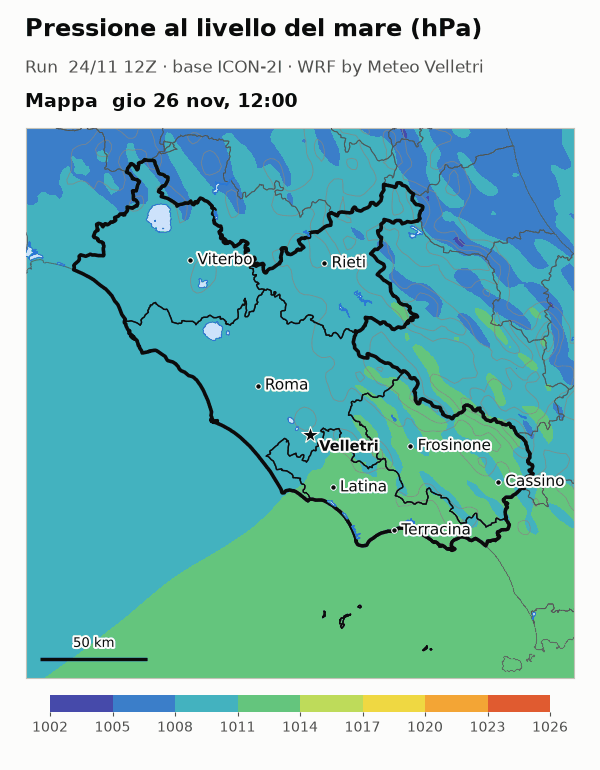 Pressione al livello del mare (hPa)
Run  24/11 12Z · base ICON-2I · WRF by Meteo Velletri
Mappa  gio 26 nov, 12:00
Viterbo
Rieti
Roma
Velletri
Frosinone
Latina
Cassino
Terracina
50 km
1002 1005 1008 1011 1014 1017 1020 1023 1026